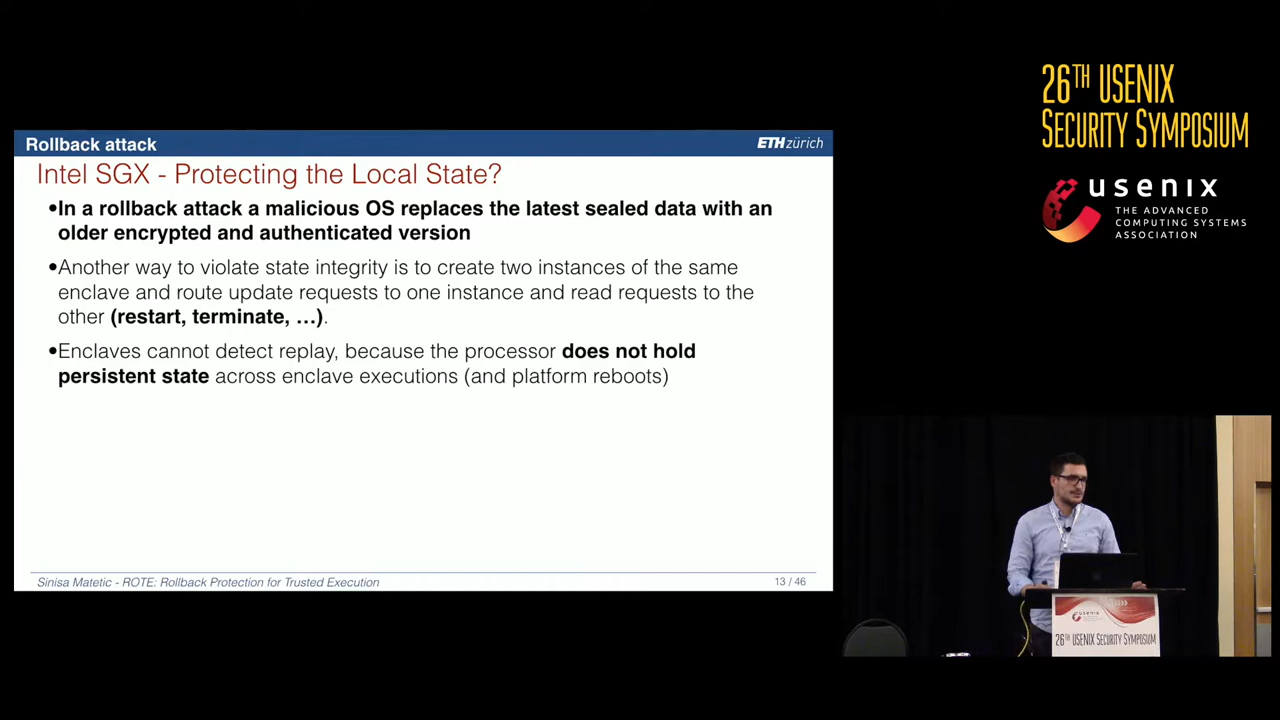 Rollback attack
ETH zürich
Intel SGX - Protecting the Local State?
•In a rollback attack a malicious OS replaces the latest sealed data with an
older encrypted and authenticated version
•Another way to violate state integrity is to create two instances of the same
enclave and route update requests to one instance and read requests to the
other (restart, terminate, …).
•Enclaves cannot detect replay, because the processor does not hold
persistent state across enclave executions (and platform reboots)
Sinisa Matetic - ROTE: Rollback Protection for Trusted Execution
13 / 46
26TH USENIX
SECURITY SYMPOSIUM
usenix
THE ADVANCED
COMPUTING SYSTEMS
ASSOCIATION
usenix
26TH USENIX SECURITY SYMPOSIUM